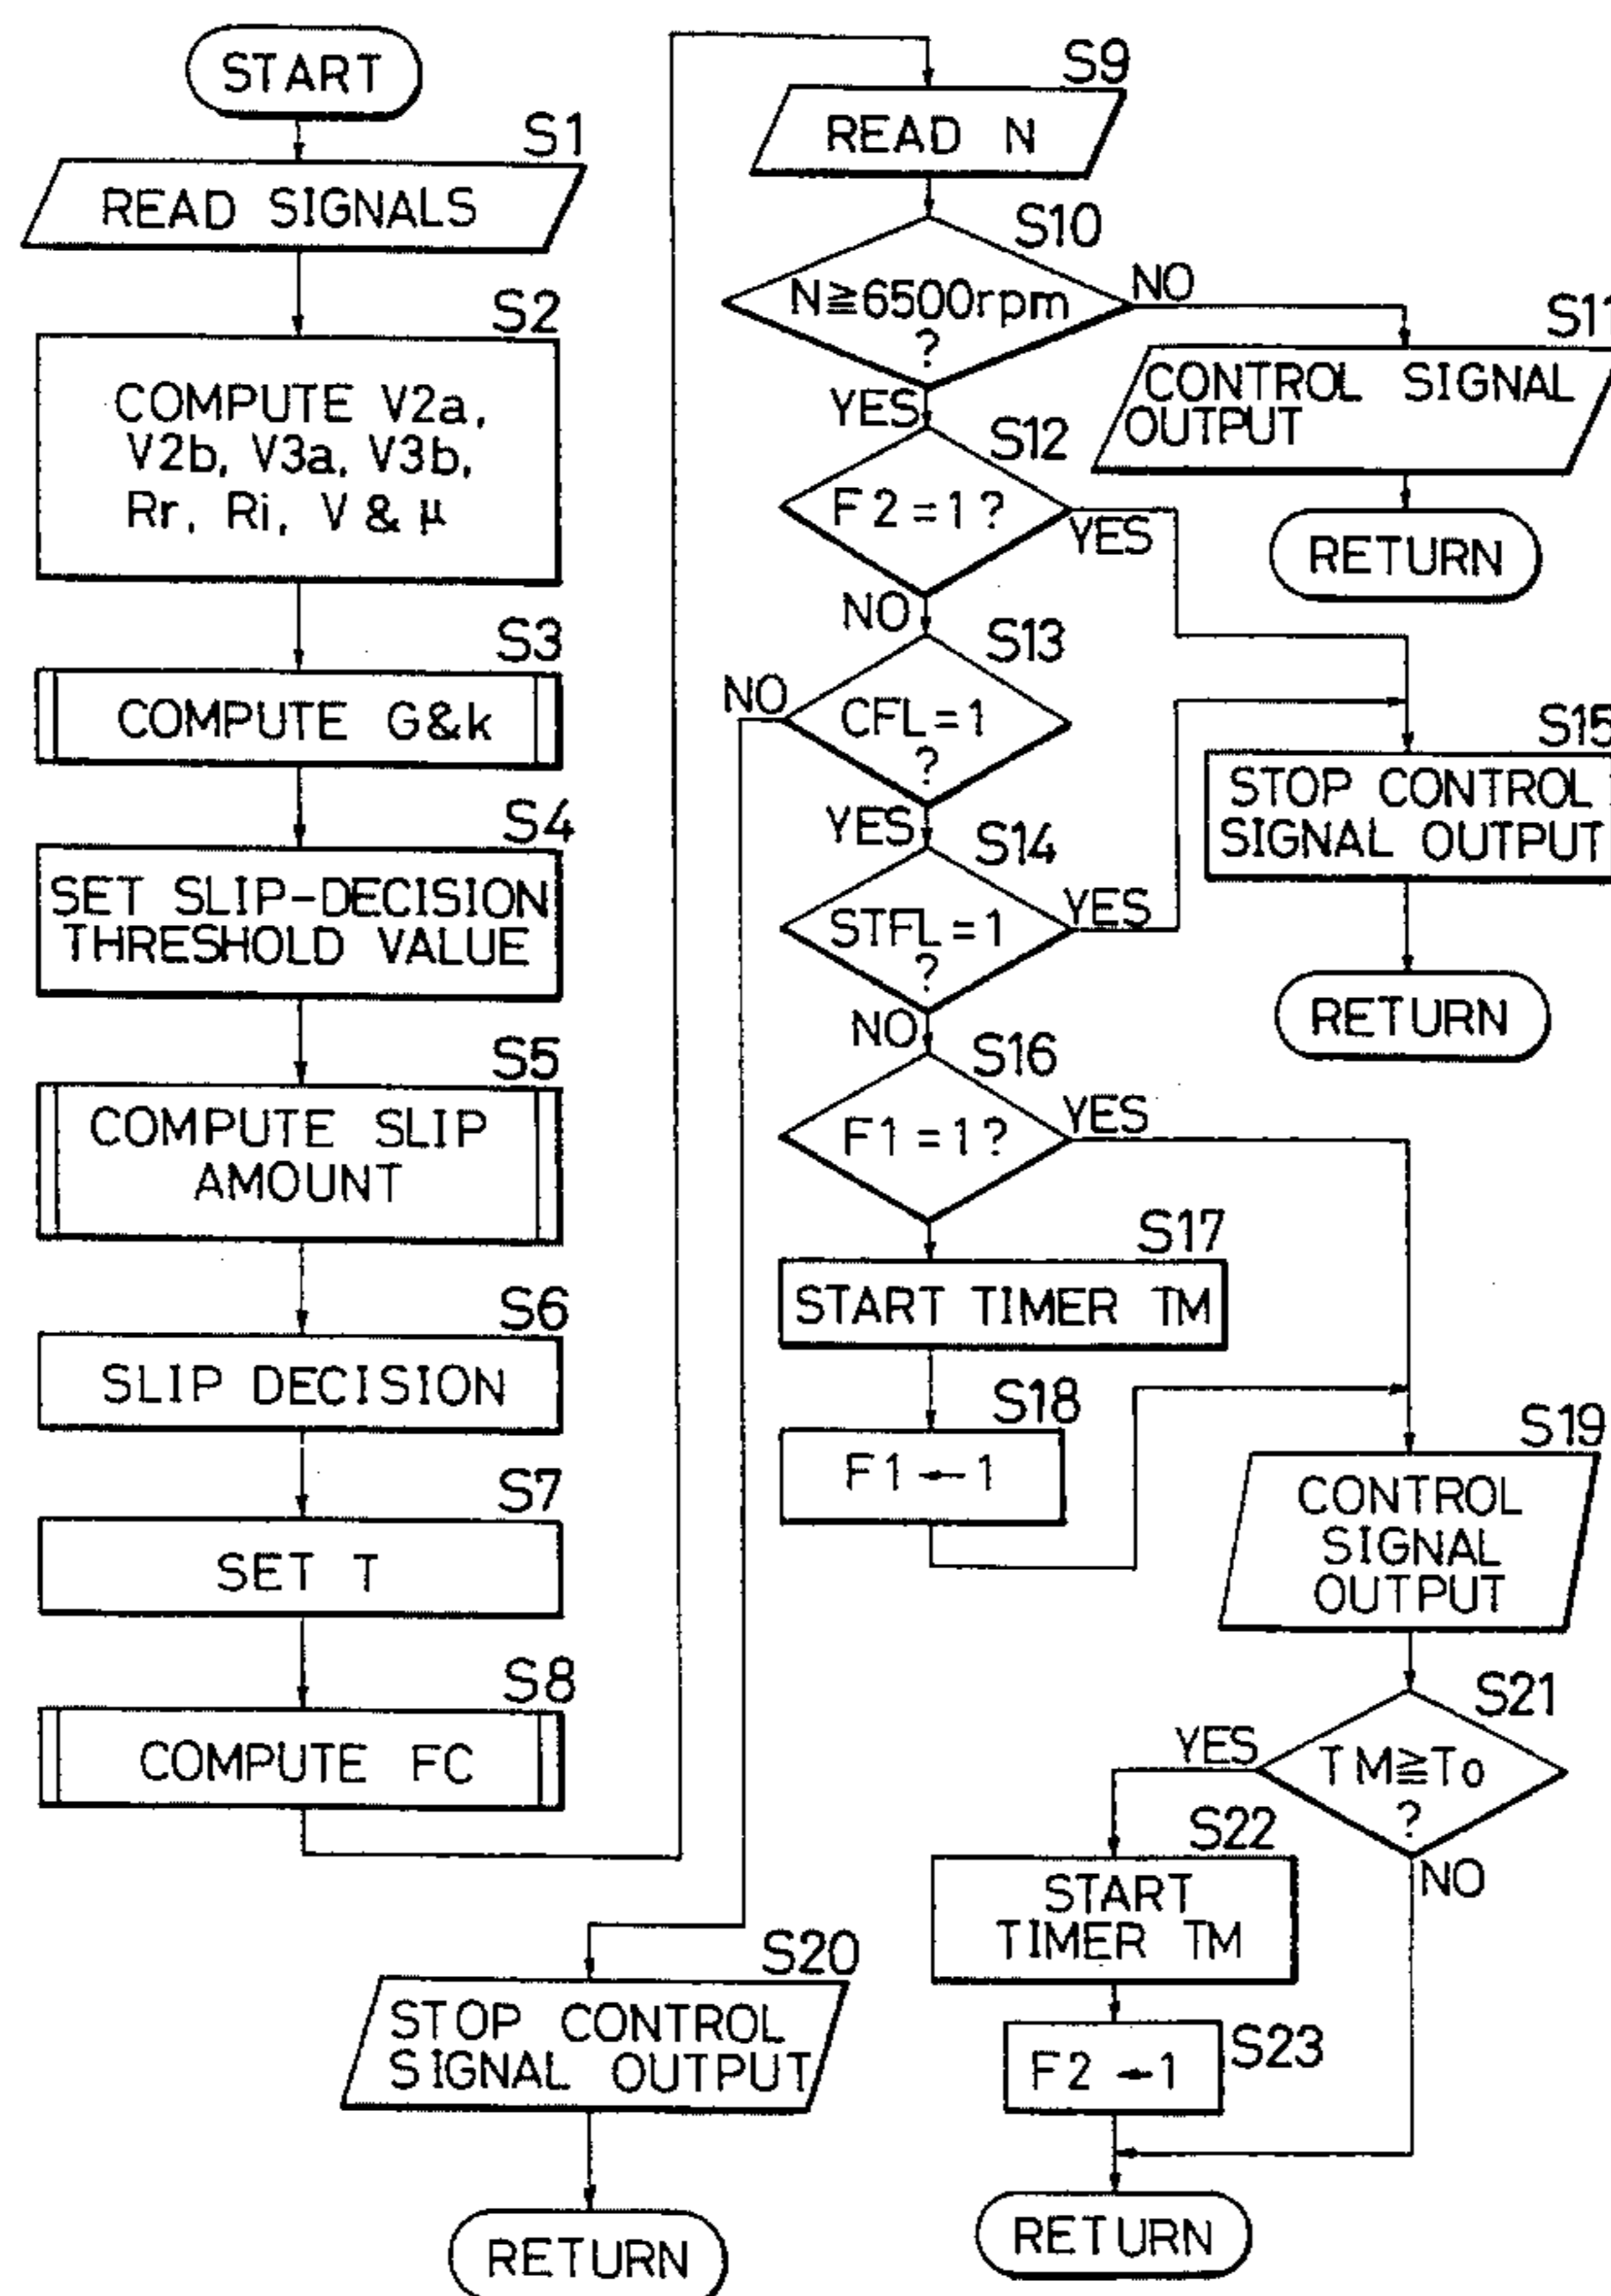 START
S1
READ SIGNALS
S2
COMPUTE V2a,
V2b, V3a, V3b,
Rr, Ri, V & μ
S3
COMPUTE G&k
S4
SET SLIP-DECISION
THRESHOLD VALUE
S5
COMPUTE SLIP
AMOUNT
S6
SLIP DECISION
S7
SET T
S8
COMPUTE FC
S9
READ N
S10
N≧6500rpm
?
NO
YES
S11
CONTROL SIGNAL
OUTPUT
RETURN
S12
F2=1?
YES
NO
S13
CFL=1
?
NO
YES
S14
STFL=1
?
YES
NO
S15
STOP CONTROL
SIGNAL OUTPUT
RETURN
S16
F1=1?
YES
S17
START TIMER TM
S18
F1←1
S19
CONTROL
SIGNAL
OUTPUT
S21
TM≧To
?
YES
NO
S22
START
TIMER TM
S23
F2←1
RETURN
S20
STOP CONTROL
SIGNAL OUTPUT
RETURN